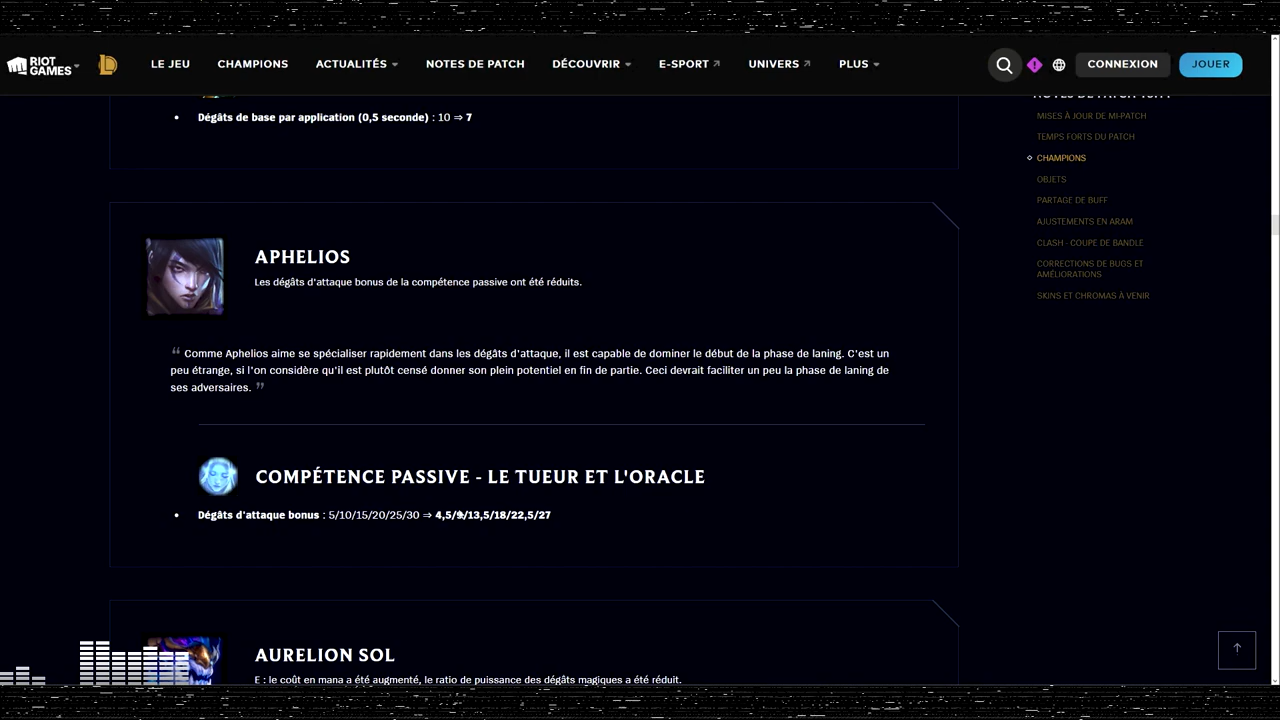 RIOT GAMES
LE JEU
CHAMPIONS
ACTUALITÉS
NOTES DE PATCH
DÉCOUVRIR
E-SPORT
UNIVERS
PLUS
CONNEXION
JOUER
Dégâts de base par application (0,5 seconde) : 10 ⇒ 7
APHELIOS
Les dégâts d'attaque bonus de la compétence passive ont été réduits.
“ Comme Aphelios aime se spécialiser rapidement dans les dégâts d'attaque, il est capable de dominer le début de la phase de laning. C'est un
peu étrange, si l'on considère qu'il est plutôt censé donner son plein potentiel en fin de partie. Ceci devrait faciliter un peu la phase de laning de
ses adversaires. ”
COMPÉTENCE PASSIVE - LE TUEUR ET L'ORACLE
Dégâts d'attaque bonus : 5/10/15/20/25/30 ⇒ 4,5/9/13,5/18/22,5/27
AURELION SOL
E : le coût en mana a été augmenté, le ratio de puissance des dégâts magiques a été réduit.
NOTES DE PATCH
MISES À JOUR DE MI-PATCH
TEMPS FORTS DU PATCH
CHAMPIONS
OBJETS
PARTAGE DE BUFF
AJUSTEMENTS EN ARAM
CLASH - COUPE DE BANDLE
CORRECTIONS DE BUGS ET
AMÉLIORATIONS
SKINS ET CHROMAS À VENIR